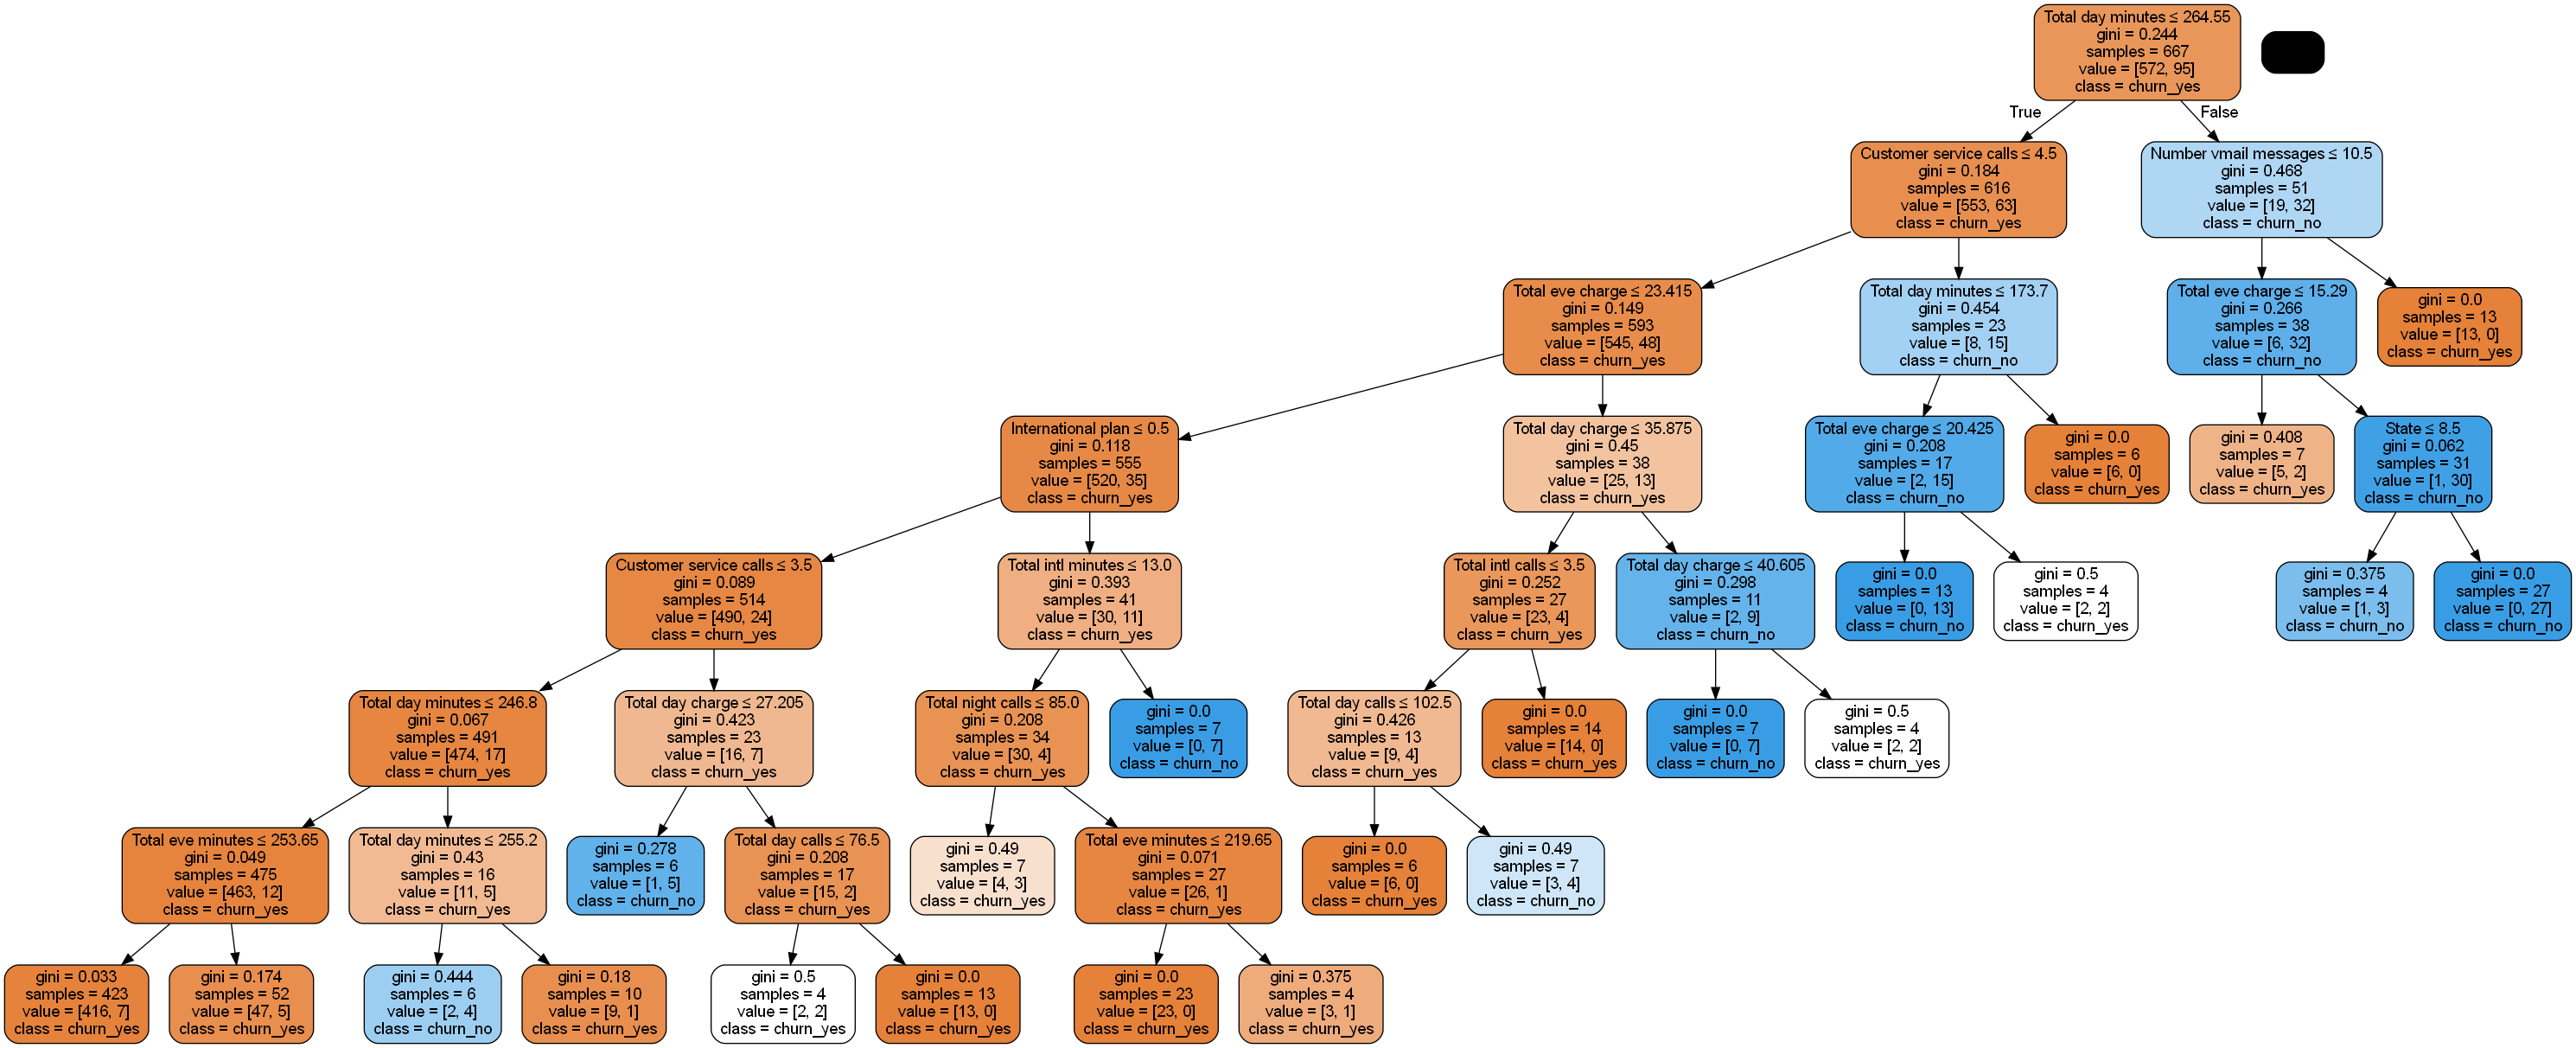 Total day minutes ≤ 264.55
gini = 0.244
samples = 667
value = [572, 95]
class = churn_yes
True
False
Customer service calls ≤ 4.5
gini = 0.184
samples = 616
value = [553, 63]
class = churn_yes
Number vmail messages ≤ 10.5
gini = 0.468
samples = 51
value = [19, 32]
class = churn_no
Total eve charge ≤ 23.415
gini = 0.149
samples = 593
value = [545, 48]
class = churn_yes
Total day minutes ≤ 173.7
gini = 0.454
samples = 23
value = [8, 15]
class = churn_no
Total eve charge ≤ 15.29
gini = 0.266
samples = 38
value = [6, 32]
class = churn_no
gini = 0.0
samples = 13
value = [13, 0]
class = churn_yes
International plan ≤ 0.5
gini = 0.118
samples = 555
value = [520, 35]
class = churn_yes
Total day charge ≤ 35.875
gini = 0.45
samples = 38
value = [25, 13]
class = churn_yes
Total eve charge ≤ 20.425
gini = 0.208
samples = 17
value = [2, 15]
class = churn_no
gini = 0.0
samples = 6
value = [6, 0]
class = churn_yes
gini = 0.408
samples = 7
value = [5, 2]
class = churn_yes
State ≤ 8.5
gini = 0.062
samples = 31
value = [1, 30]
class = churn_no
Customer service calls ≤ 3.5
gini = 0.089
samples = 514
value = [490, 24]
class = churn_yes
Total intl minutes ≤ 13.0
gini = 0.393
samples = 41
value = [30, 11]
class = churn_yes
Total intl calls ≤ 3.5
gini = 0.252
samples = 27
value = [23, 4]
class = churn_yes
Total day charge ≤ 40.605
gini = 0.298
samples = 11
value = [2, 9]
class = churn_no
gini = 0.0
samples = 13
value = [0, 13]
class = churn_no
gini = 0.5
samples = 4
value = [2, 2]
class = churn_yes
gini = 0.375
samples = 4
value = [1, 3]
class = churn_no
gini = 0.0
samples = 27
value = [0, 27]
class = churn_no
Total day minutes ≤ 246.8
gini = 0.067
samples = 491
value = [474, 17]
class = churn_yes
Total day charge ≤ 27.205
gini = 0.423
samples = 23
value = [16, 7]
class = churn_yes
Total night calls ≤ 85.0
gini = 0.208
samples = 34
value = [30, 4]
class = churn_yes
gini = 0.0
samples = 7
value = [0, 7]
class = churn_no
Total day calls ≤ 102.5
gini = 0.426
samples = 13
value = [9, 4]
class = churn_yes
gini = 0.0
samples = 14
value = [14, 0]
class = churn_yes
gini = 0.0
samples = 7
value = [0, 7]
class = churn_no
gini = 0.5
samples = 4
value = [2, 2]
class = churn_yes
Total eve minutes ≤ 253.65
gini = 0.049
samples = 475
value = [463, 12]
class = churn_yes
Total day minutes ≤ 255.2
gini = 0.43
samples = 16
value = [11, 5]
class = churn_yes
gini = 0.278
samples = 6
value = [1, 5]
class = churn_no
Total day calls ≤ 76.5
gini = 0.208
samples = 17
value = [15, 2]
class = churn_yes
gini = 0.49
samples = 7
value = [4, 3]
class = churn_yes
Total eve minutes ≤ 219.65
gini = 0.071
samples = 27
value = [26, 1]
class = churn_yes
gini = 0.0
samples = 6
value = [6, 0]
class = churn_yes
gini = 0.49
samples = 7
value = [3, 4]
class = churn_no
gini = 0.033
samples = 423
value = [416, 7]
class = churn_yes
gini = 0.174
samples = 52
value = [47, 5]
class = churn_yes
gini = 0.444
samples = 6
value = [2, 4]
class = churn_no
gini = 0.18
samples = 10
value = [9, 1]
class = churn_yes
gini = 0.5
samples = 4
value = [2, 2]
class = churn_yes
gini = 0.0
samples = 13
value = [13, 0]
class = churn_yes
gini = 0.0
samples = 23
value = [23, 0]
class = churn_yes
gini = 0.375
samples = 4
value = [3, 1]
class = churn_yes